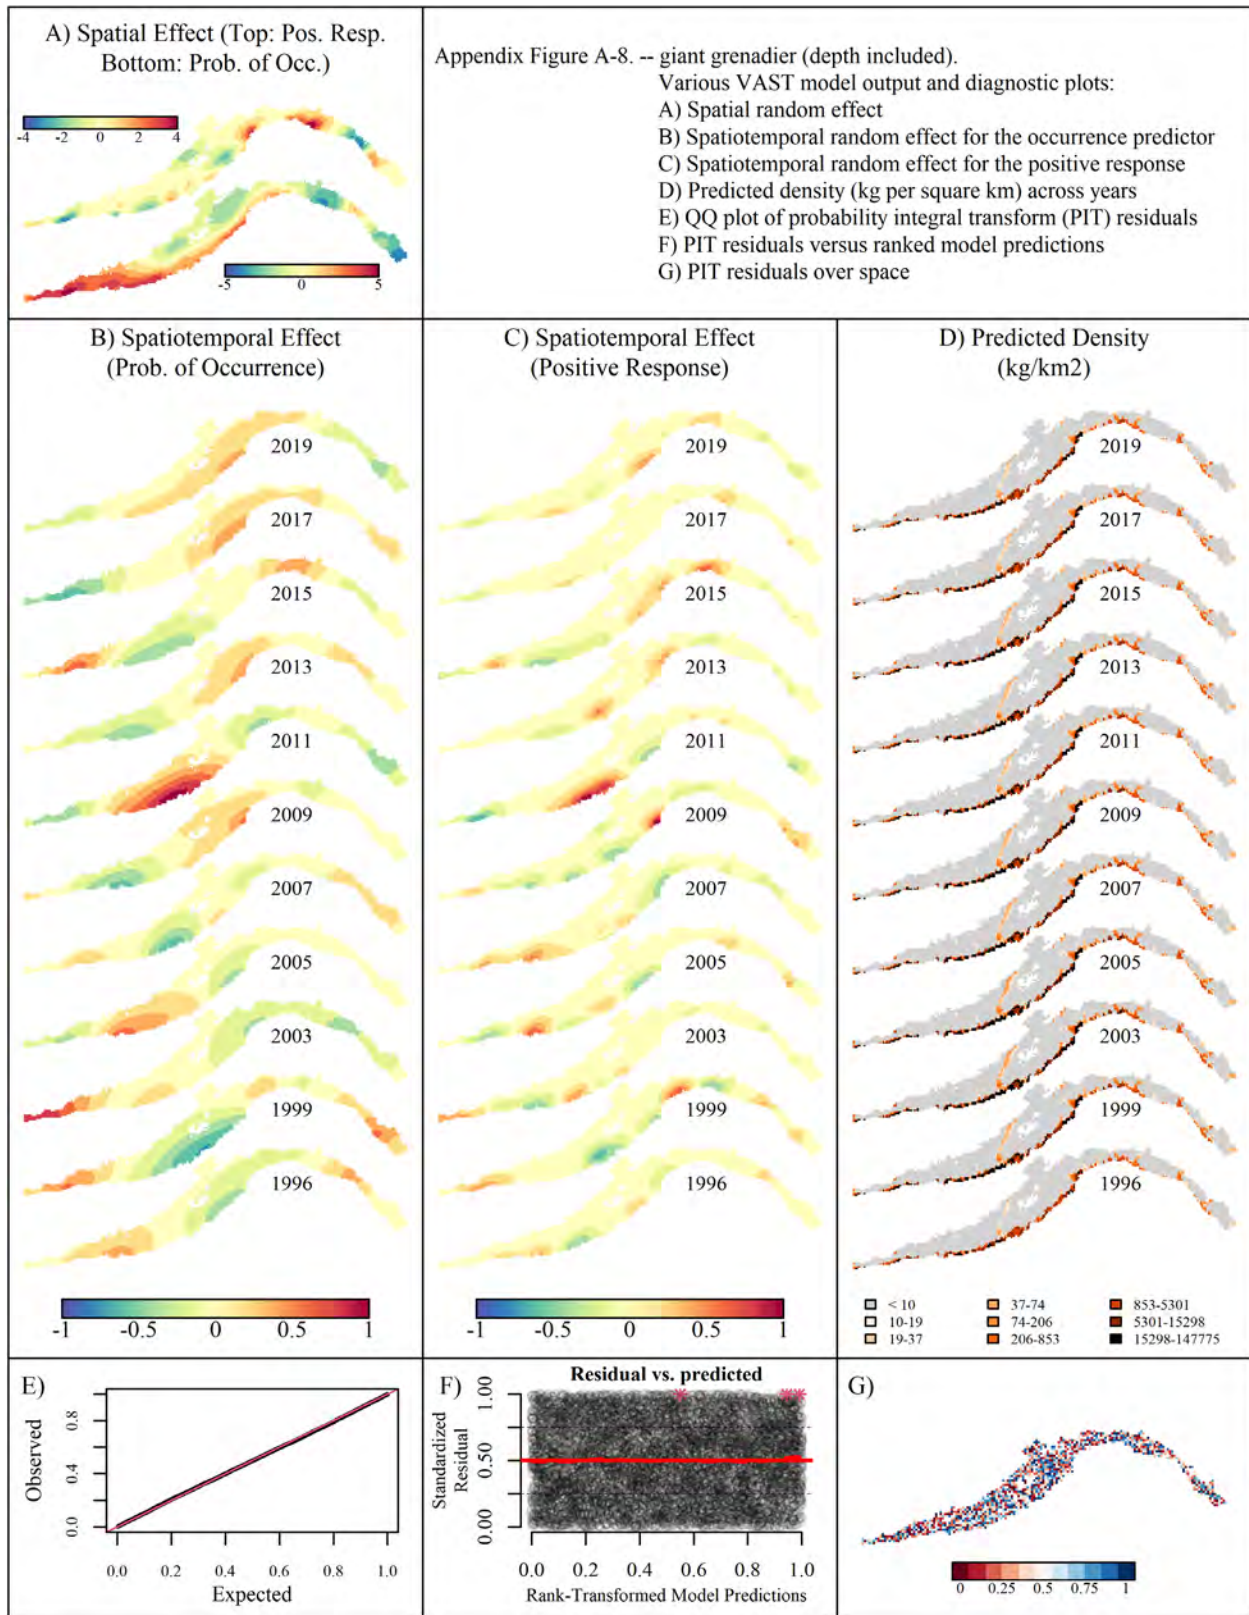 A) Spatial Effect (Top: Pos. Resp.
Bottom: Prob. of Occ.)
-4 -2 0 2 4
-5 0 5
Appendix Figure A-8. -- giant grenadier (depth included).
Various VAST model output and diagnostic plots:
A) Spatial random effect
B) Spatiotemporal random effect for the occurrence predictor
C) Spatiotemporal random effect for the positive response
D) Predicted density (kg per square km) across years
E) QQ plot of probability integral transform (PIT) residuals
F) PIT residuals versus ranked model predictions
G) PIT residuals over space
B) Spatiotemporal Effect
(Prob. of Occurrence)
2019
2017
2015
2013
2011
2009
2007
2005
2003
1999
1996
-1 -0.5 0 0.5 1
C) Spatiotemporal Effect
(Positive Response)
2019
2017
2015
2013
2011
2009
2007
2005
2003
1999
1996
-1 -0.5 0 0.5 1
D) Predicted Density
(kg/km2)
2019
2017
2015
2013
2011
2009
2007
2005
2003
1999
1996
< 10 37-74 853-5301
10-19 74-206 5301-15298
19-37 206-853 15298-147775
E)
Observed
0.8
0.4
0.0
0.0 0.2 0.4 0.6 0.8 1.0
Expected
F)
Residual vs. predicted
Standardized
Residual
1.00
0.50
0.00
0.0 0.2 0.4 0.6 0.8 1.0
Rank-Transformed Model Predictions
G)
0 0.25 0.5 0.75 1